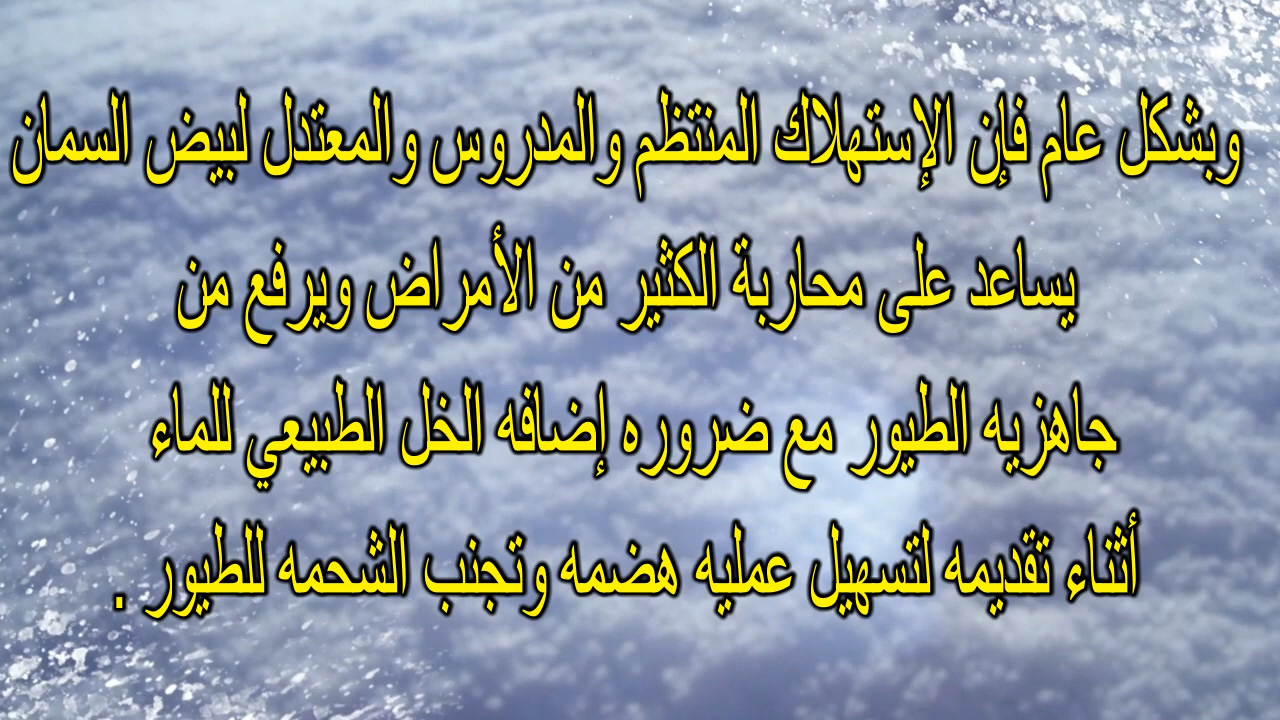 وبشكل عام فإن الإستهلاك المنتظم والمدروس والمعتدل لبيض السمان
يساعد على محاربة الكثير من الأمراض ويرفع من
جاهزيه الطيور مع ضروره إضافه الخل الطبيعي للماء
أثناء تقديمه لتسهيل عمليه هضمه وتجنب الشحمه للطيور .